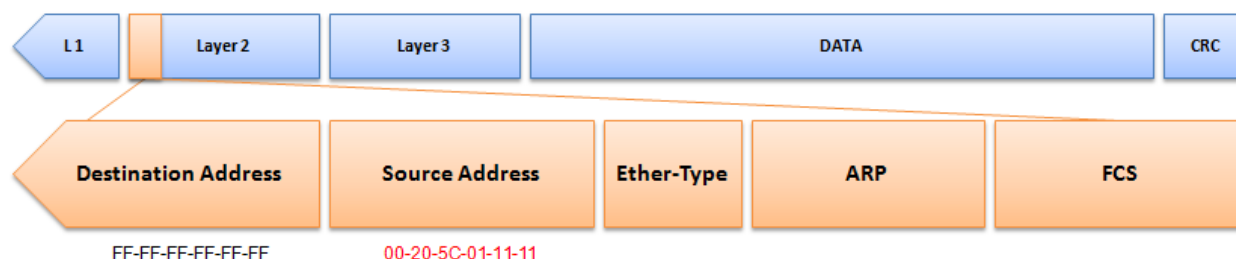 L 1 Layer 2 Layer 3 DATA CRC
Destination Address Source Address Ether-Type ARP FCS
FF-FF-FF-FF-FF-FF 00-20-5C-01-11-11